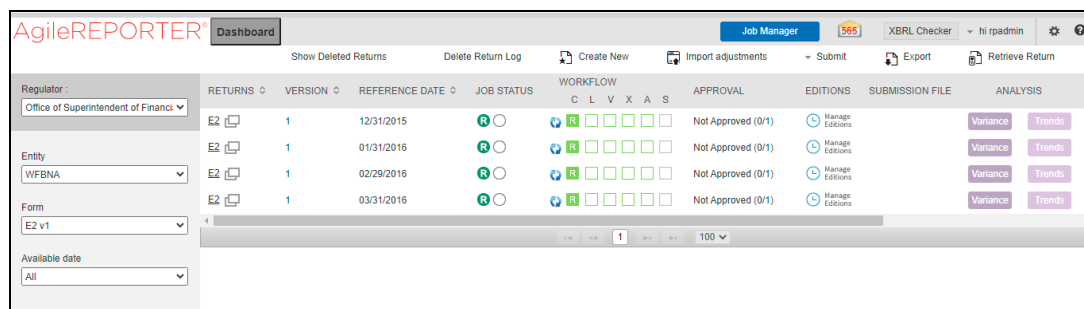 AgileREPORTER® Dashboard Job Manager 565 XBRL Checker hi rpadmin
Show Deleted Returns Delete Return Log Create New Import adjustments Submit Export Retrieve Return
Regulator :
Office of Superintendent of Financi
Entity
WFBNA
Form
E2 v1
Available date
All
RETURNS VERSION REFERENCE DATE JOB STATUS WORKFLOW APPROVAL EDITIONS SUBMISSION FILE ANALYSIS
C L V X A S
E2 1 12/31/2015 R R Not Approved (0/1) Manage Editions Variance Trends
E2 1 01/31/2016 R R Not Approved (0/1) Manage Editions Variance Trends
E2 1 02/29/2016 R R Not Approved (0/1) Manage Editions Variance Trends
E2 1 03/31/2016 R R Not Approved (0/1) Manage Editions Variance Trends
1 100